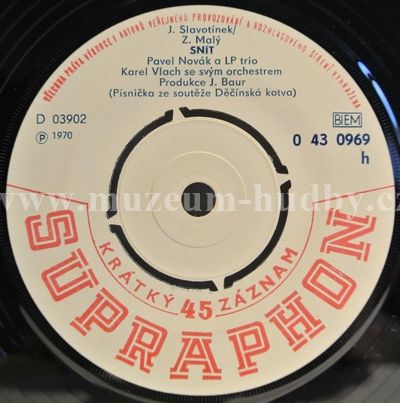 VŠECHNA PRÁVA VÝROBCE I AUTORŮ VEŘEJNÉHO PROVOZOVÁNÍ A ROZHLASOVÉHO ŠÍŘENÍ VYHRAZENA
J. Slavotínek/
Z. Malý
SNÍT
Pavel Novák a LP trio
Karel Vlach se svým orchestrem
Produkce J. Baur
(Písnička ze soutěže Děčínská kotva)
D 03902
BIEM
℗ 1970
0 43 0969
h
www.muzeum-hudby.cz
KRÁTKÝ 45 ZÁZNAM
SUPRAPHON